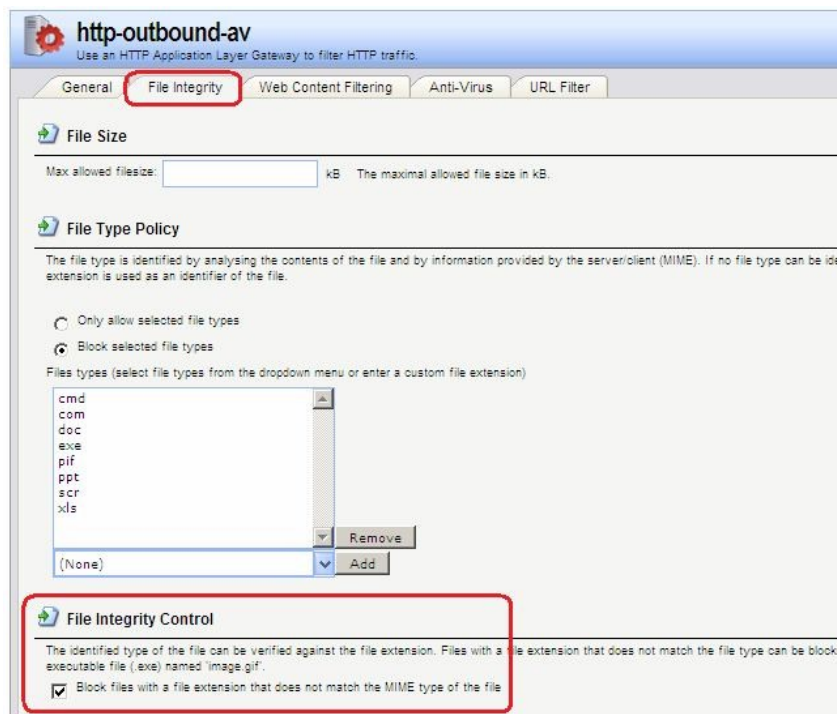 http-outbound-av
Use an HTTP Application Layer Gateway to filter HTTP traffic.
General File Integrity Web Content Filtering Anti-Virus URL Filter
File Size
Max allowed filesize: kB The maximal allowed file size in kB.
File Type Policy
The file type is identified by analysing the contents of the file and by information provided by the server/client (MIME). If no file type can be
extension is used as an identifier of the file.
Only allow selected file types
Block selected file types
Files types (select file types from the dropdown menu or enter a custom file extension)
cmd
com
doc
exe
pif
ppt
scr
xls
Remove
(None) Add
File Integrity Control
The identified type of the file can be verified against the file extension. Files with a file extension that does not match the file type can be block
executable file (.exe) named 'image.gif'.
Block files with a file extension that does not match the MIME type of the file